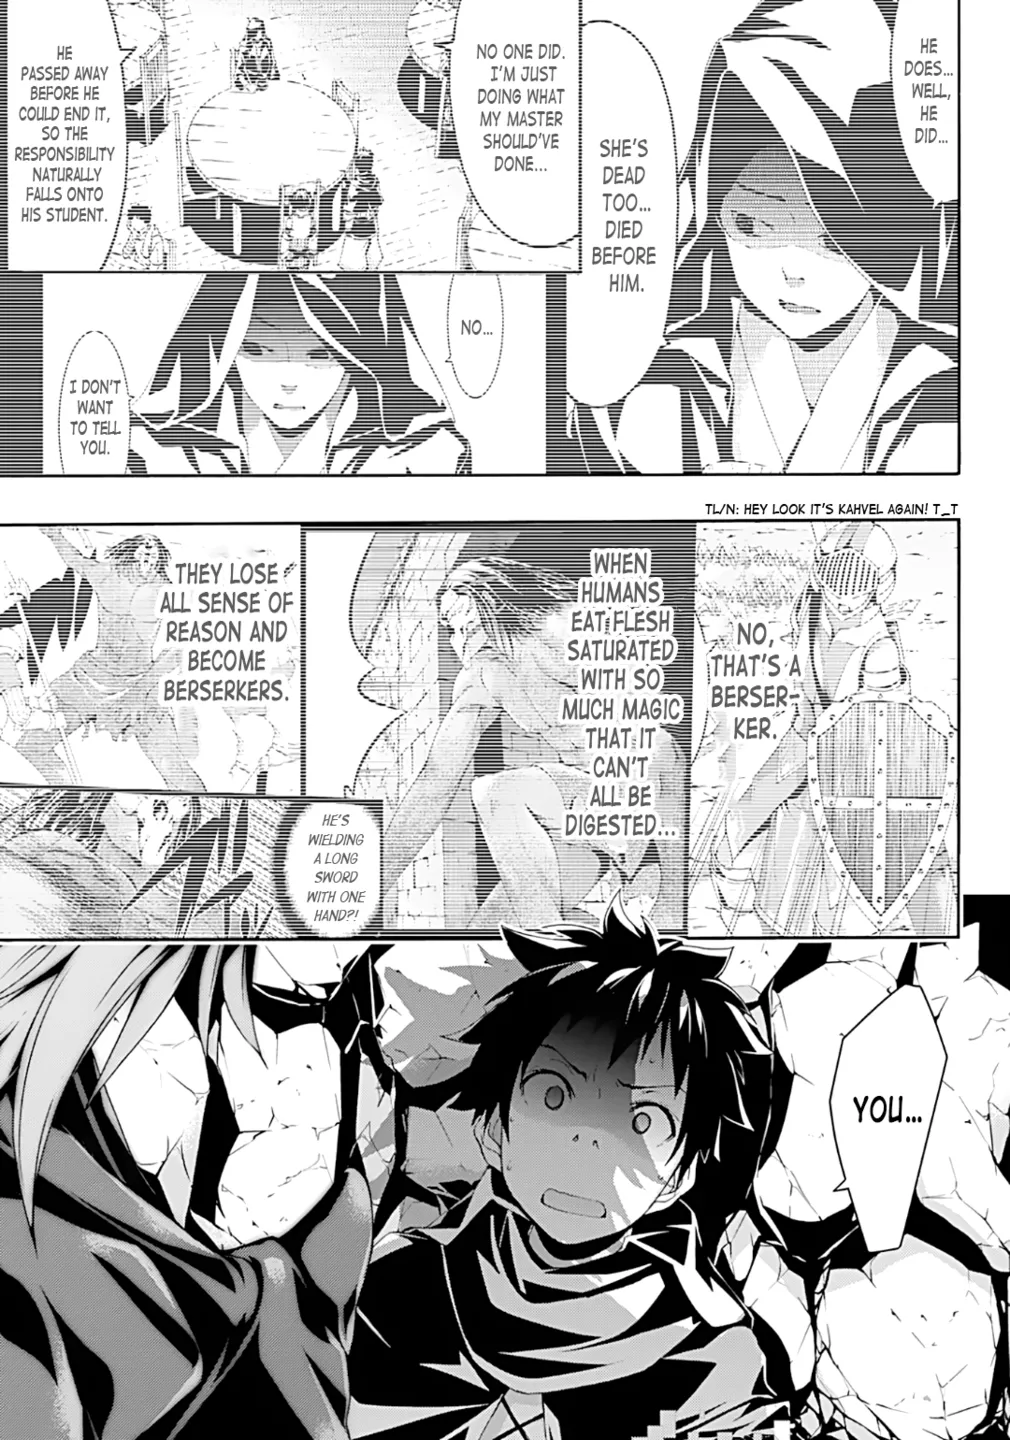 HE
DOES...
WELL,
HE
DID...
SHE'S
DEAD
TOO...
DIED
BEFORE
HIM.
NO ONE DID.
I'M JUST
DOING WHAT
MY MASTER
SHOULD'VE
DONE...
HE
PASSED AWAY
BEFORE HE
COULD END IT,
SO THE
RESPONSIBILITY
NATURALLY
FALLS ONTO
HIS STUDENT.
NO...
I DON'T
WANT
TO TELL
YOU.
TL/N: HEY LOOK IT'S KAHVEL AGAIN! T_T
NO,
THAT'S A
BERSER-
KER.
WHEN
HUMANS
EAT FLESH
SATURATED
WITH SO
MUCH MAGIC
THAT IT
CAN'T
ALL BE
DIGESTED...
THEY LOSE
ALL SENSE OF
REASON AND
BECOME
BERSERKERS.
HE'S
WIELDING
A LONG
SWORD
WITH ONE
HAND?!
YOU...